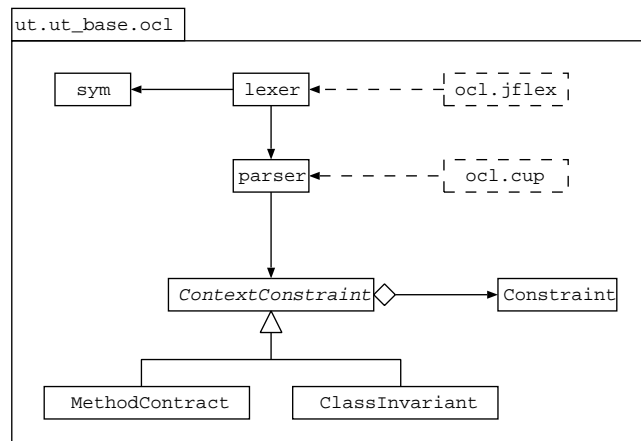 ut.ut_base.ocl
sym
lexer
ocl.jflex
parser
ocl.cup
ContextConstraint
Constraint
MethodContract
ClassInvariant